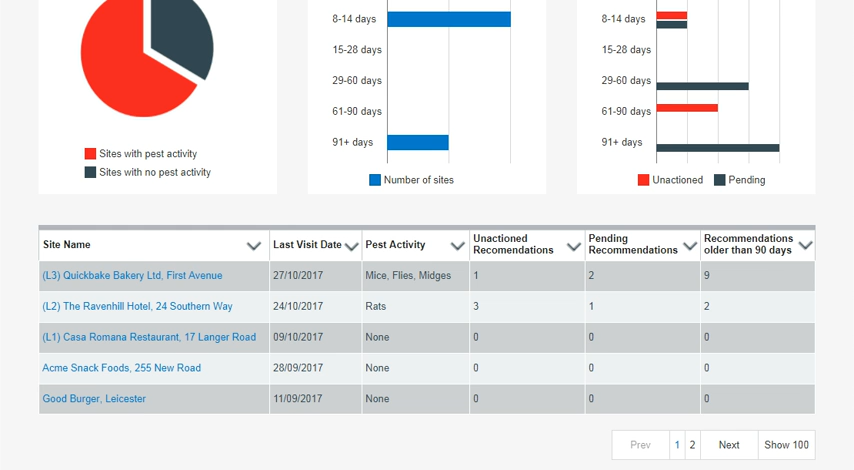 8-14 days
15-28 days
29-60 days
61-90 days
91+ days
Sites with pest activity
Sites with no pest activity
Number of sites
8-14 days
15-28 days
29-60 days
61-90 days
91+ days
Unactioned Pending
Site Name Last Visit Date Pest Activity Unactioned Recomendations Pending Recommendations Recommendations older than 90 days
(L3) Quickbake Bakery Ltd, First Avenue 27/10/2017 Mice, Flies, Midges 1 2 9
(L2) The Ravenhill Hotel, 24 Southern Way 24/10/2017 Rats 3 1 2
(L1) Casa Romana Restaurant, 17 Langer Road 09/10/2017 None 0 0 0
Acme Snack Foods, 255 New Road 28/09/2017 None 0 0 0
Good Burger, Leicester 11/09/2017 None 0 0 0
Prev 1 2 Next Show 100